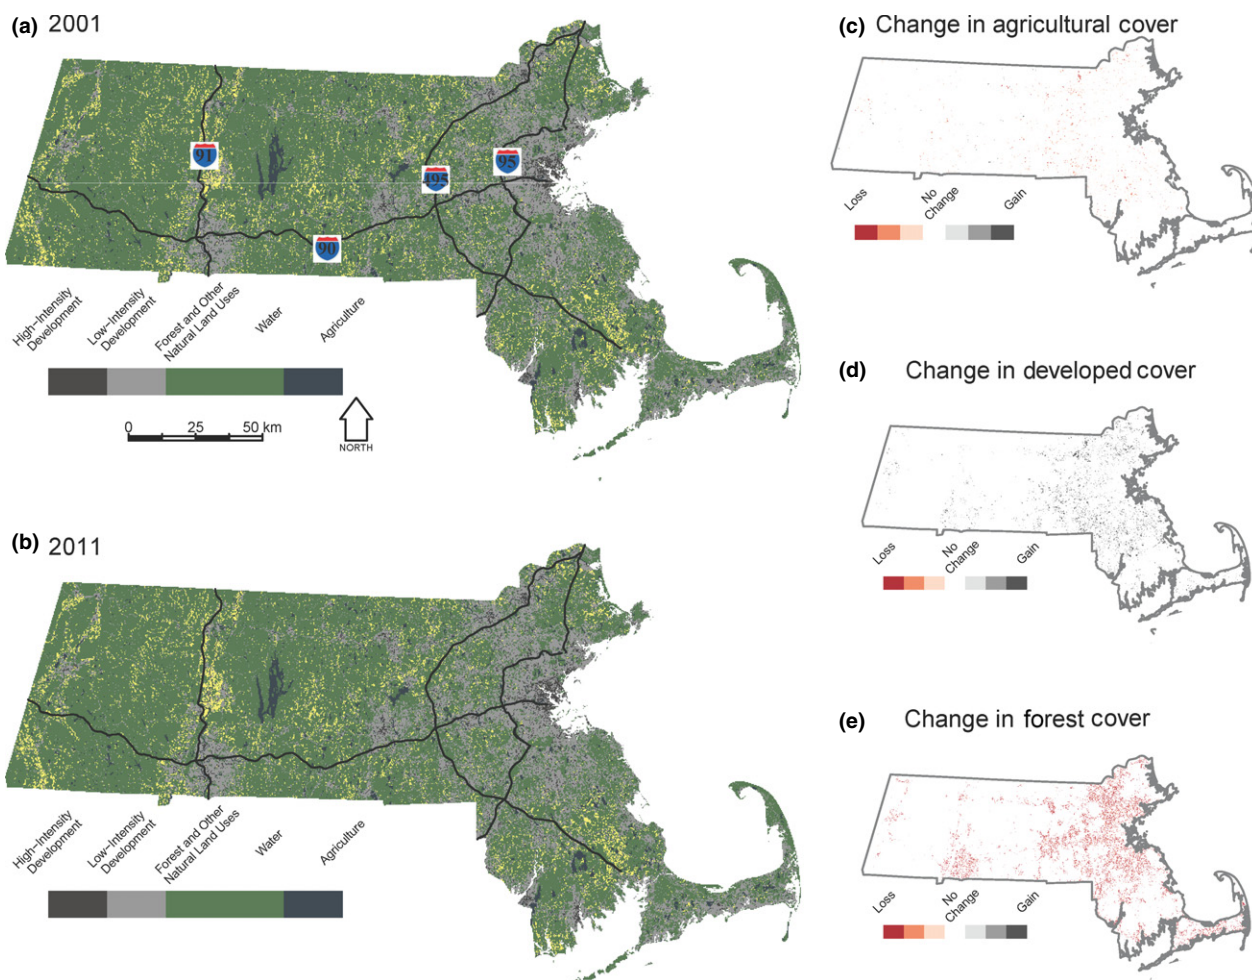 (a) 2001
91
495
95
90
High-Intensity
Development
Low-Intensity
Development
Forest and Other
Natural Land Uses
Water
Agriculture
0 25 50 km
NORTH
(b) 2011
High-Intensity
Development
Low-Intensity
Development
Forest and Other
Natural Land Uses
Water
Agriculture
(c) Change in agricultural cover
Loss
No
Change
Gain
(d) Change in developed cover
Loss
No
Change
Gain
(e) Change in forest cover
Loss
No
Change
Gain